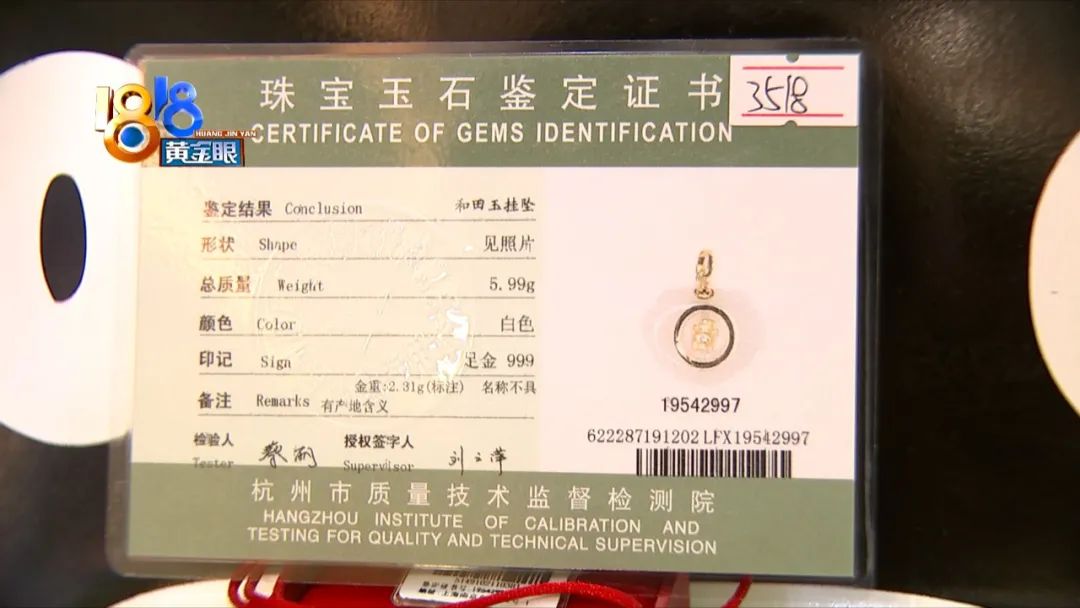 珠宝玉石鉴定证书
3518
CERTIFICATE OF GEMS IDENTIFICATION
1818
HUANG JIN YAN
黄金眼
鉴定结果 Conclusion 和田玉挂坠
形状 Shape 见照片
总质量 Weight 5.99g
颜色 Color 白色
印记 Sign 足金 999
金重:2.31g(标注) 名称不具
备注 Remarks 有产地含义
19542997
622287191202LFX19542997
检验人 授权签字人
Tester Supervisor
杭州市质量技术监督检测院
HANGZHOU INSTITUTE OF CALIBRATION AND
TESTING FOR QUALITY AND TECHNICAL SUPERVISION